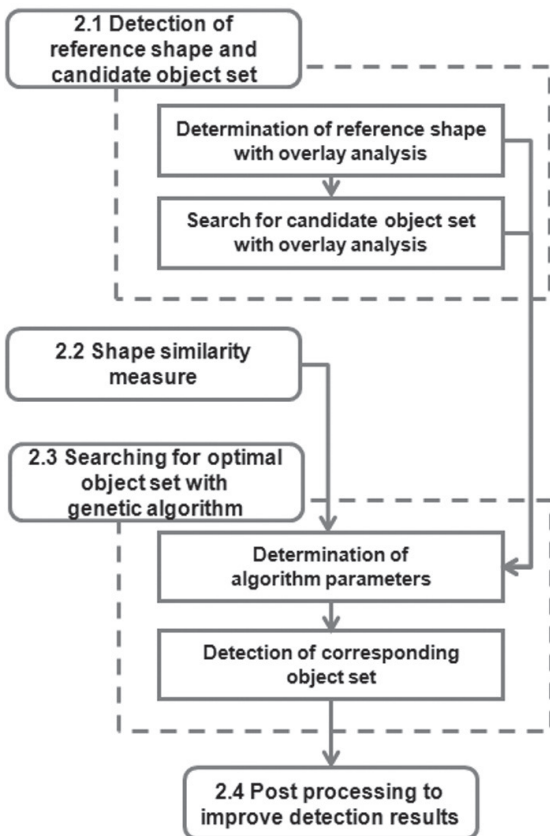 2.1 Detection of
reference shape and
candidate object set
Determination of reference shape
with overlay analysis
Search for candidate object set
with overlay analysis
2.2 Shape similarity
measure
2.3 Searching for optimal
object set with
genetic algorithm
Determination of
algorithm parameters
Detection of corresponding
object set
2.4 Post processing to
improve detection results